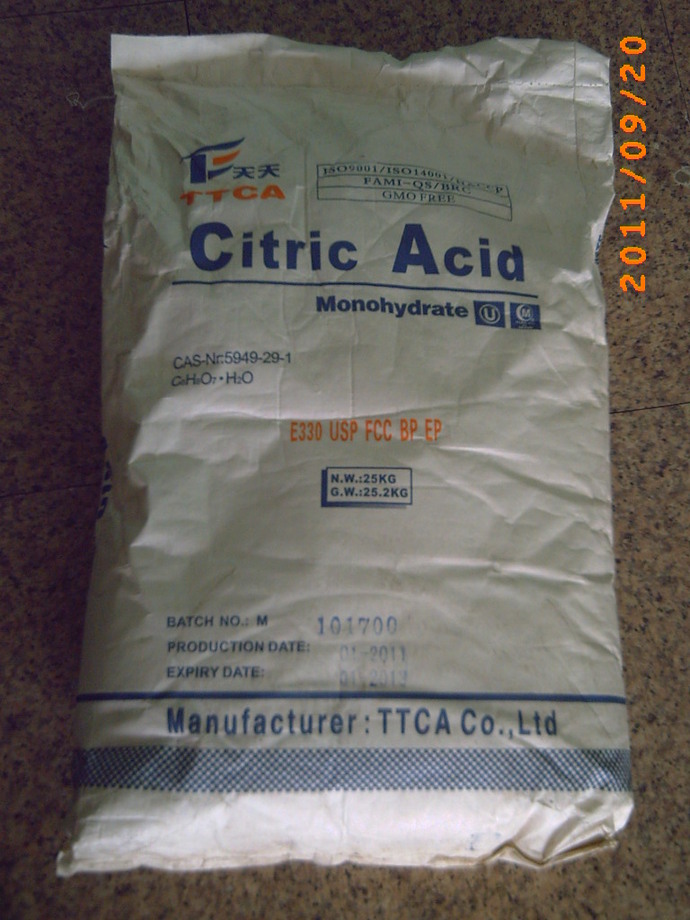 天天
TTCA
ISO9001/ISO14001/HACCP
FAMI-QS/BRC
GMO FREE
Citric Acid
Monohydrate U
CAS-Nr:5949-29-1
C₆H₈O₇·H₂O
E330 USP FCC BP EP
N.W.:25KG
G.W.:25.2KG
BATCH NO.: M 101700
PRODUCTION DATE: 01-2011
EXPIRY DATE:
Manufacturer:TTCA Co.,Ltd
2011/09/20